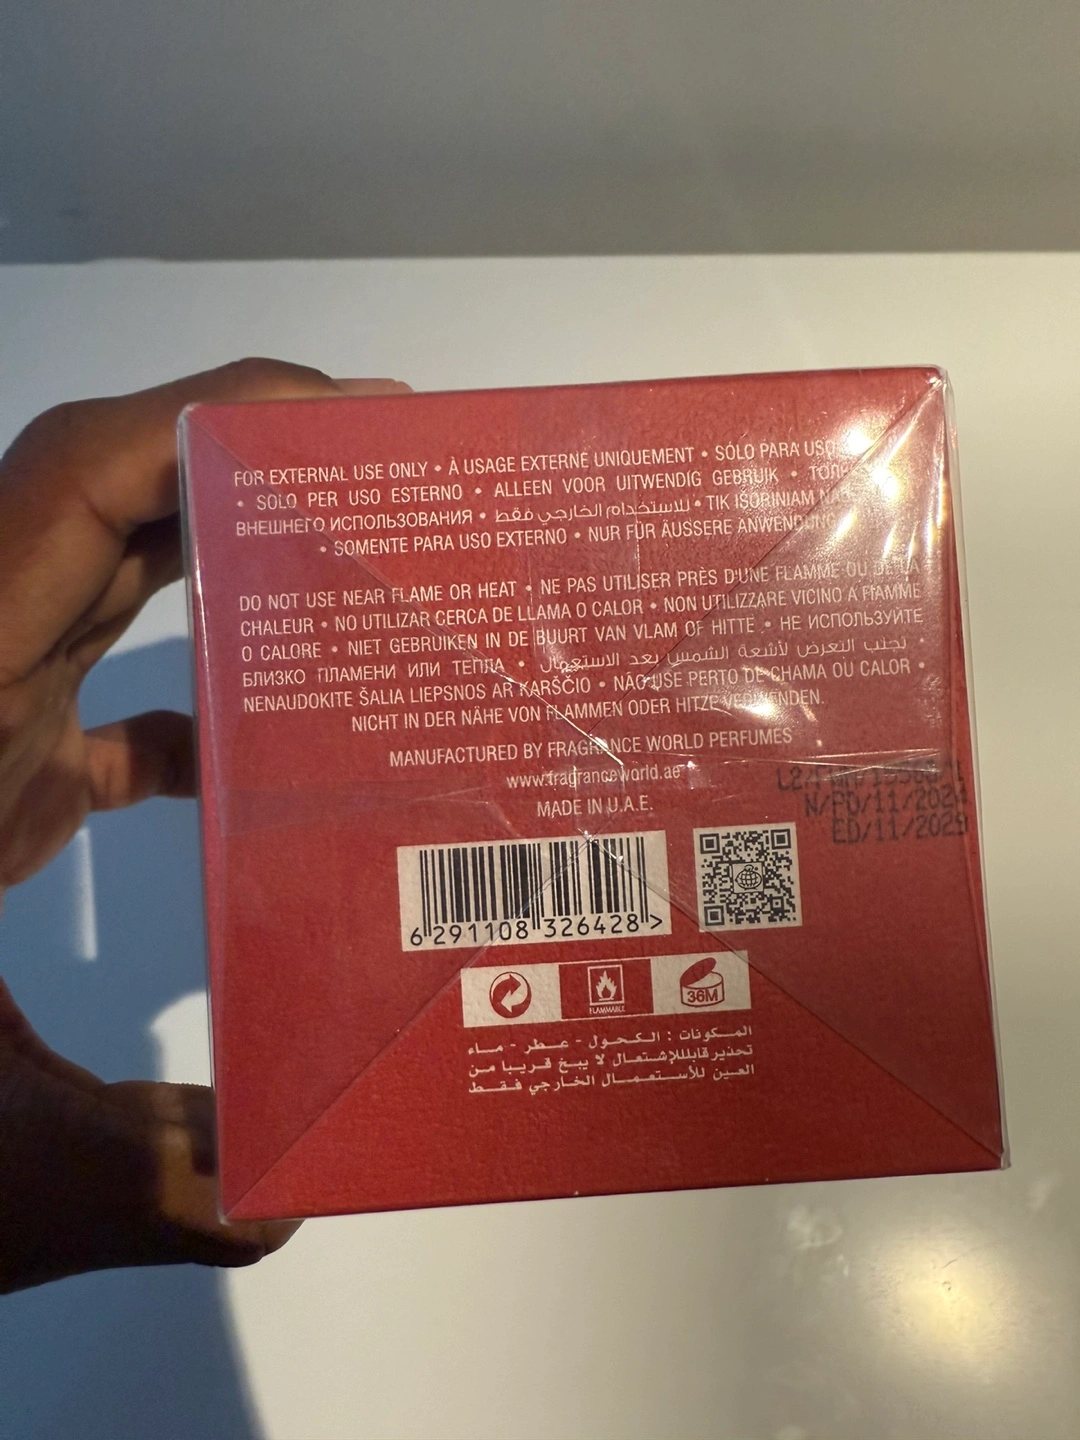 FOR EXTERNAL USE ONLY • À USAGE EXTERNE UNIQUEMENT • SÓLO PARA USO
• SOLO PER USO ESTERNO • ALLEEN VOOR UITWENDIG GEBRUIK •
ВНЕШНЕГО ИСПОЛЬЗОВАНИЯ • للاستخدام الخارجي فقط • TIK IŠORINIAM
• SOMENTE PARA USO EXTERNO • NUR FÜR ÄUSSERE ANWENDUNG
DO NOT USE NEAR FLAME OR HEAT • NE PAS UTILISER PRÈS D'UNE FLAMME OU DE LA
CHALEUR • NO UTILIZAR CERCA DE LLAMA O CALOR • NON UTILIZZARE VICINO A FIAMME
O CALORE • NIET GEBRUIKEN IN DE BUURT VAN VLAM OF HITTE • НЕ ИСПОЛЬЗУЙТЕ
БЛИЗКО ПЛАМЕНИ ИЛИ ТЕПЛА • تجنب التعرض لأشعة الشمس بعد الاستعمال •
NENAUDOKITE ŠALIA LIEPSNOS AR KARŠČIO • NÃO USE PERTO DE CHAMA OU CALOR •
NICHT IN DER NÄHE VON FLAMMEN ODER HITZE VERWENDEN.
MANUFACTURED BY FRAGRANCE WORLD PERFUMES
www.fragranceworld.ae
MADE IN U.A.E.
N/PD/11/2024
ED/11/2029
6 291108 326428 >
FLAMMABLE
36M
المكونات : الكحول - عطر - ماء
تحذير قابلللإشتعال لا يبخ قريبا من
العين للأستعمال الخارجي فقط